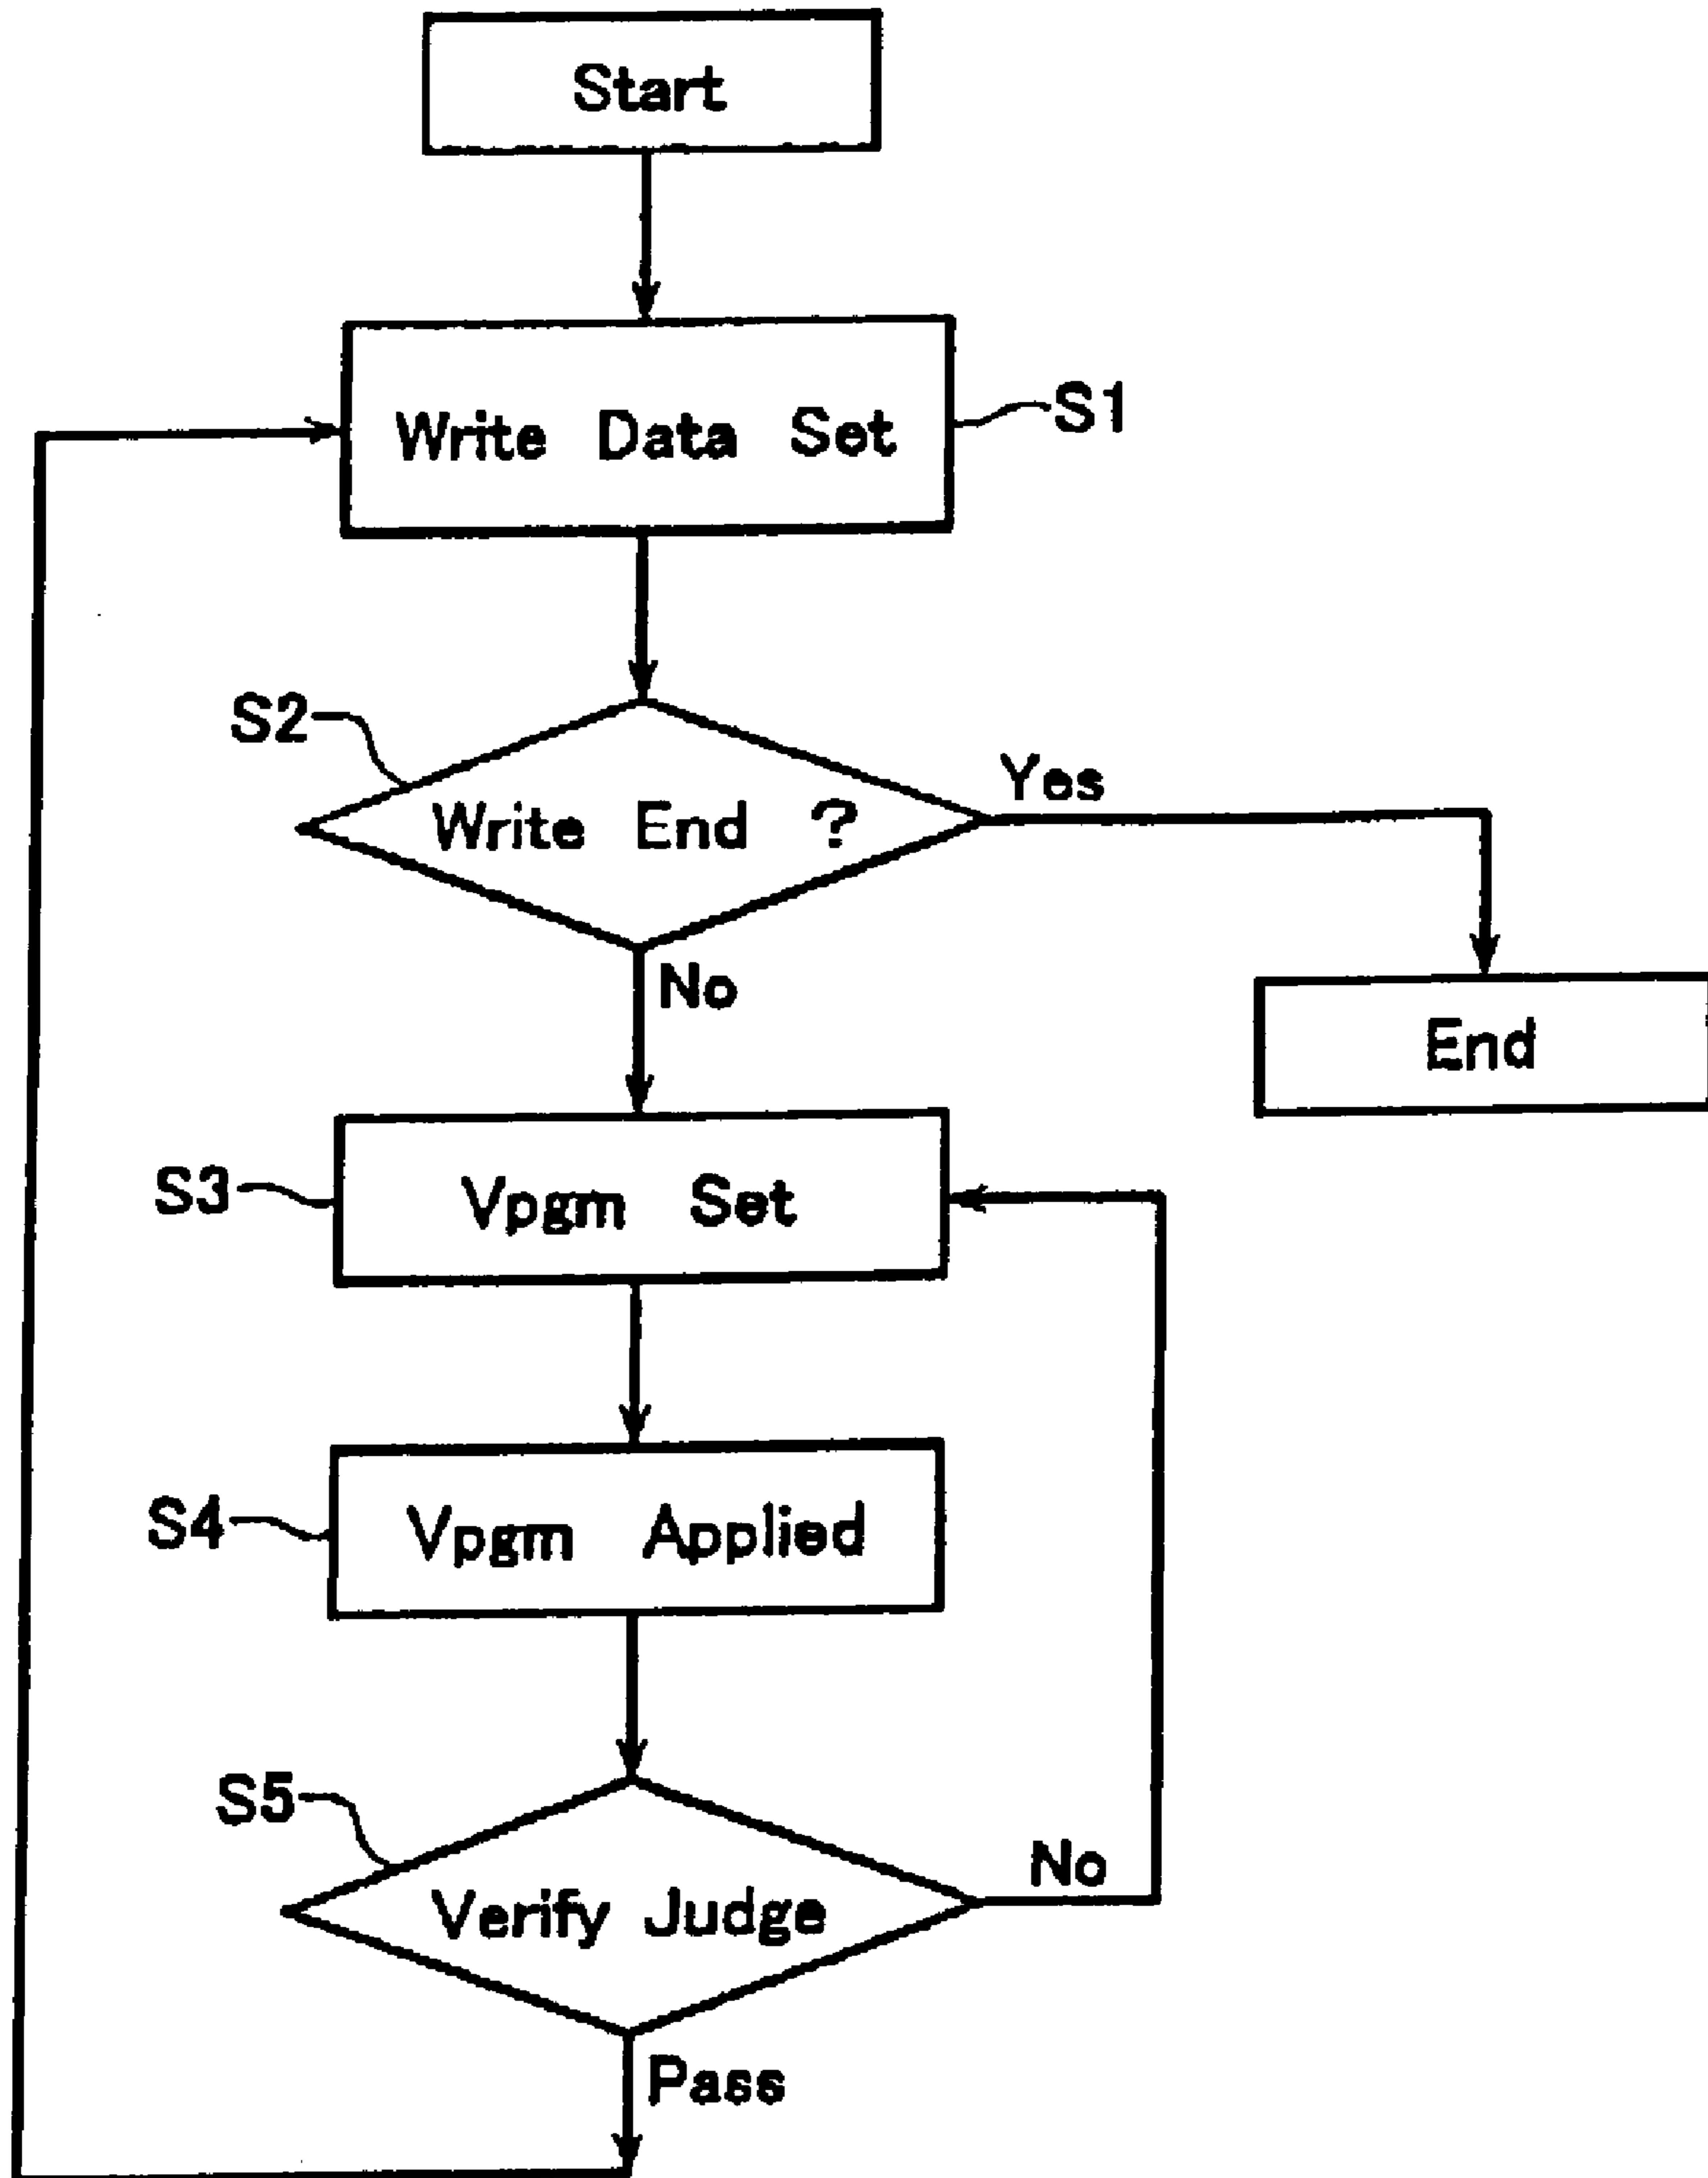 Start
Write Data Set
S1
S2
Write End ?
Yes
No
End
S3
Vpgm Set
S4
Vpgm Applied
S5
Verify Judge
No
Pass